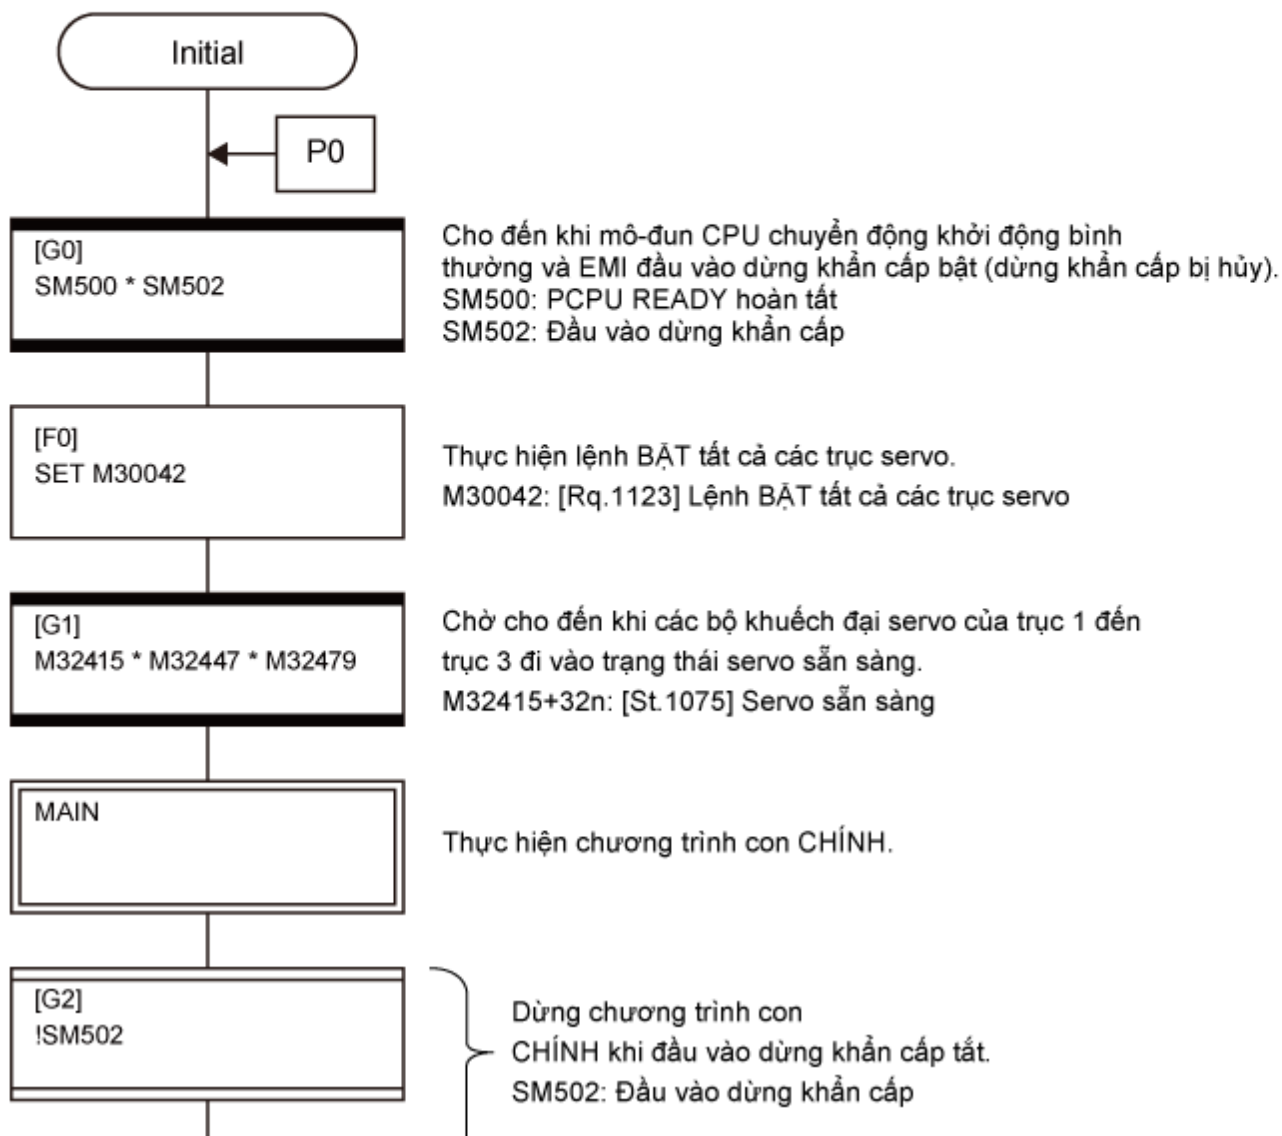 Initial
P0
[G0]
SM500 * SM502
Cho đến khi mô-đun CPU chuyển động khởi động bình
thường và EMI đầu vào dừng khẩn cấp bật (dừng khẩn cấp bị hủy).
SM500: PCPU READY hoàn tất
SM502: Đầu vào dừng khẩn cấp
[F0]
SET M30042
Thực hiện lệnh BẬT tất cả các trục servo.
M30042: [Rq.1123] Lệnh BẬT tất cả các trục servo
[G1]
M32415 * M32447 * M32479
Chờ cho đến khi các bộ khuếch đại servo của trục 1 đến
trục 3 đi vào trạng thái servo sẵn sàng.
M32415+32n: [St.1075] Servo sẵn sàng
MAIN
Thực hiện chương trình con CHÍNH.
[G2]
!SM502
Dừng chương trình con
CHÍNH khi đầu vào dừng khẩn cấp tắt.
SM502: Đầu vào dừng khẩn cấp